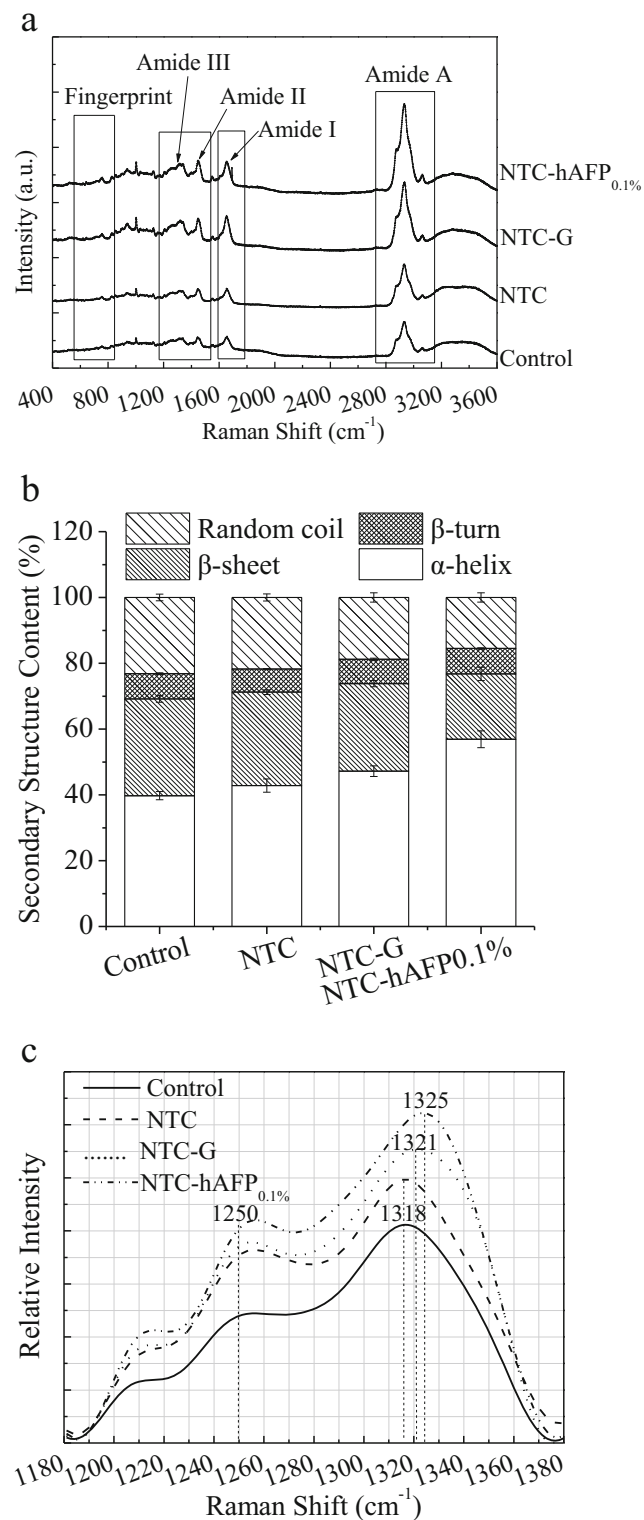 a
Amide III
Amide A
Fingerprint
Amide II
Amide I
NTC-hAFP0.1%
NTC-G
NTC
Control
Intensity (a.u.)
400 800 1200 1600 2000 2400 2800 3200 3600
Raman Shift (cm-1)
b
120
100
80
60
40
20
0
Random coil
β-turn
β-sheet
α-helix
Secondary Structure Content (%)
Control NTC NTC-G NTC-hAFP0.1%
c
Control
NTC
NTC-G
NTC-hAFP0.1%
1325
1321
1250
1318
Relative Intensity
1180 1200 1220 1240 1260 1280 1300 1320 1340 1360 1380
Raman Shift (cm-1)